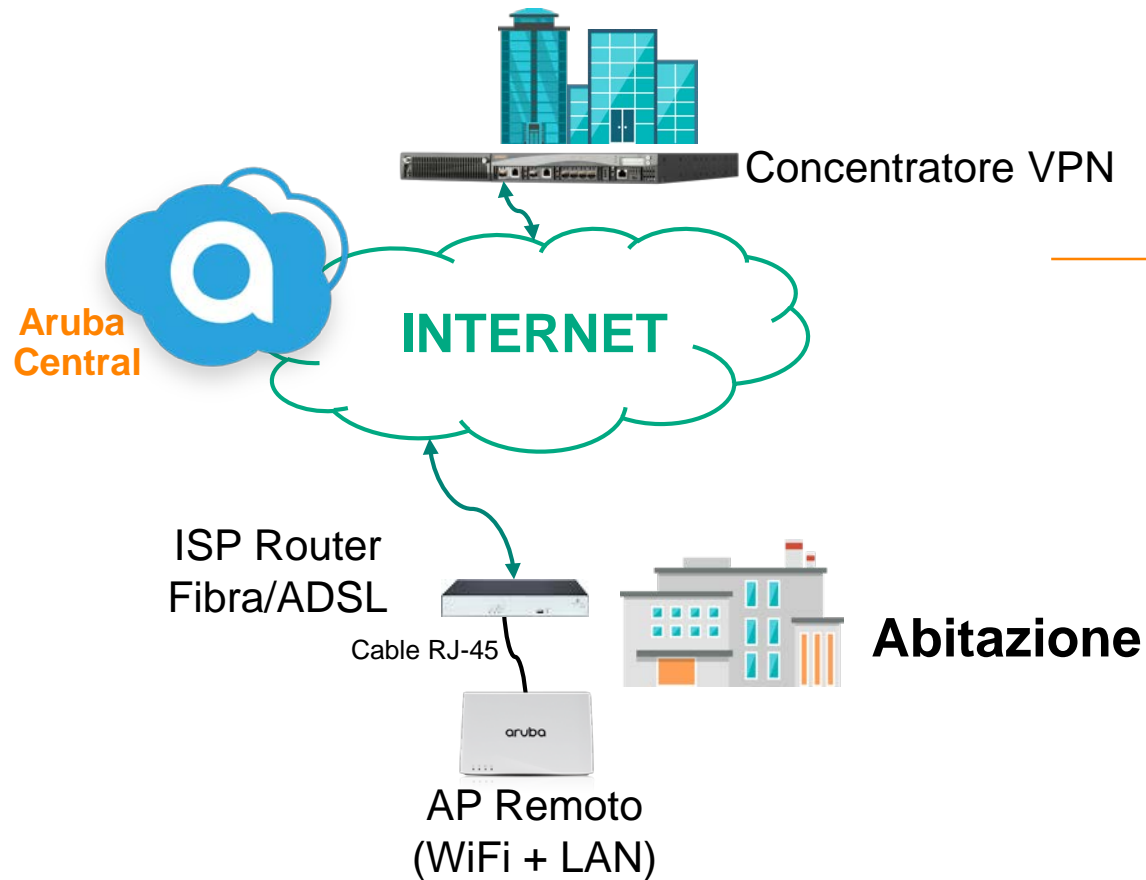 Concentratore VPN
Aruba
Central
INTERNET
ISP Router
Fibra/ADSL
Cable RJ-45
Abitazione
aruba
AP Remoto
(WiFi + LAN)